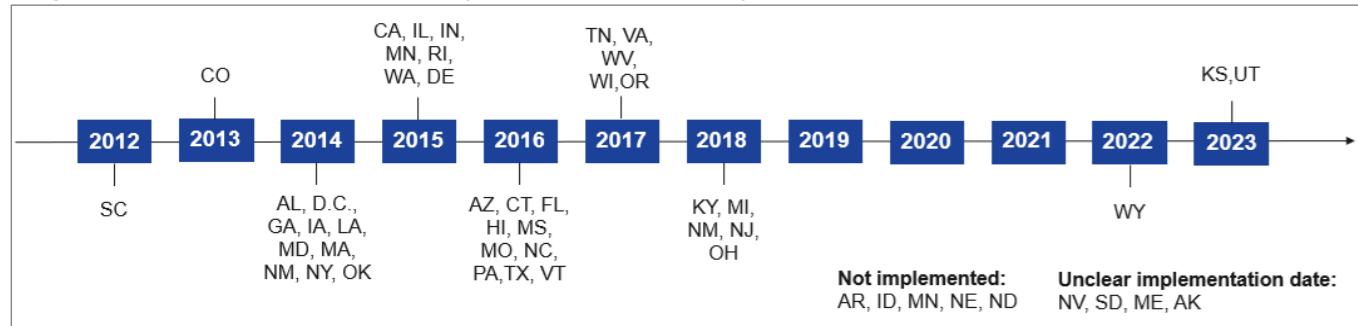 CA, IL, IN,
MN, RI,
WA, DE
TN, VA,
WV,
WI,OR
CO
KS,UT
2012
2013
2014
2015
2016
2017
2018
2019
2020
2021
2022
2023
SC
AL, D.C.,
GA, IA, LA,
MD, MA,
NM, NY, OK
AZ, CT, FL,
HI, MS,
MO, NC,
PA,TX, VT
KY, MI,
NM, NJ,
OH
WY
Not implemented:
AR, ID, MN, NE, ND
Unclear implementation date:
NV, SD, ME, AK